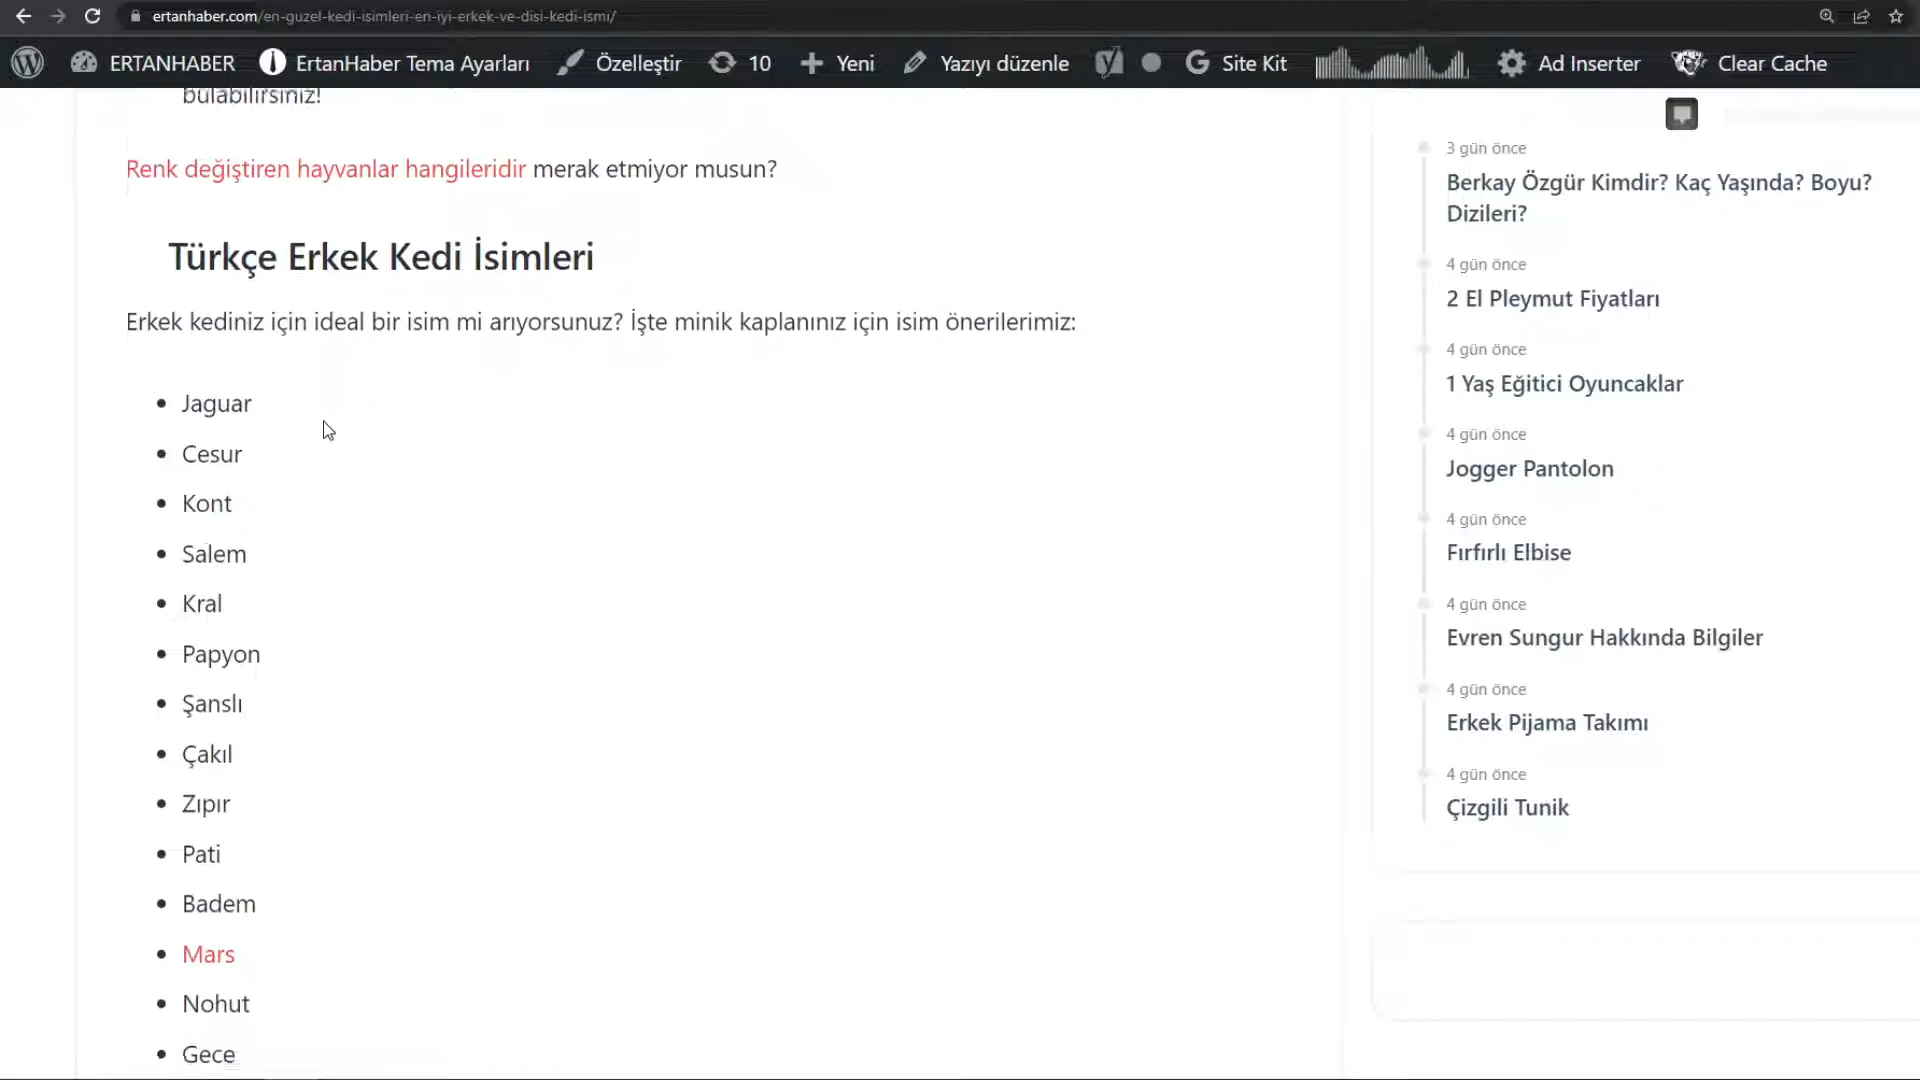 ertanhaber.com/en-guzel-kedi-isimleri-en-iyi-erkek-ve-disi-kedi-ismi/
ERTANHABER
ErtanHaber Tema Ayarları
Özelleştir
10
Yeni
Yazıyı düzenle
Site Kit
Ad Inserter
Clear Cache
bulabilirsiniz!
Renk değiştiren hayvanlar hangileridir merak etmiyor musun?
Türkçe Erkek Kedi İsimleri
Erkek kediniz için ideal bir isim mi arıyorsunuz? İşte minik kaplanınız için isim önerilerimiz:
Jaguar
Cesur
Kont
Salem
Kral
Papyon
Şanslı
Çakıl
Zıpır
Pati
Badem
Mars
Nohut
Gece
3 gün önce
Berkay Özgür Kimdir? Kaç Yaşında? Boyu?
Dizileri?
4 gün önce
2 El Pleymut Fiyatları
4 gün önce
1 Yaş Eğitici Oyuncaklar
4 gün önce
Jogger Pantolon
4 gün önce
Fırfırlı Elbise
4 gün önce
Evren Sungur Hakkında Bilgiler
4 gün önce
Erkek Pijama Takımı
4 gün önce
Çizgili Tunik